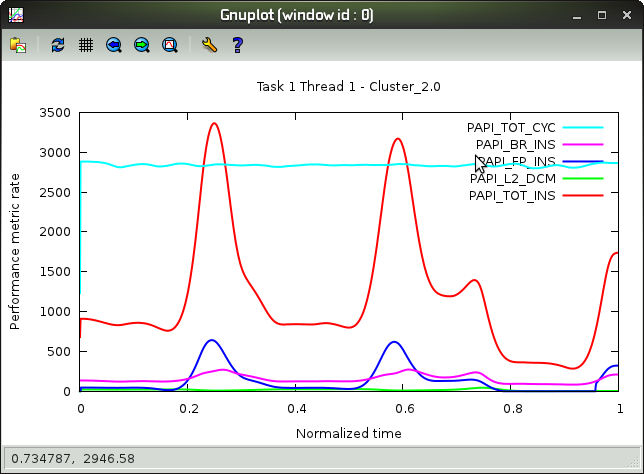 Gnuplot (window id : 0)
?
Task 1 Thread 1 - Cluster_2.0
3500
3000
2500
2000
1500
1000
500
0
Performance metric rate
PAPI_TOT_CYC
PAPI_BR_INS
PAPI_FP_INS
PAPI_L2_DCM
PAPI_TOT_INS
0 0.2 0.4 0.6 0.8 1
Normalized time
0.734787, 2946.58